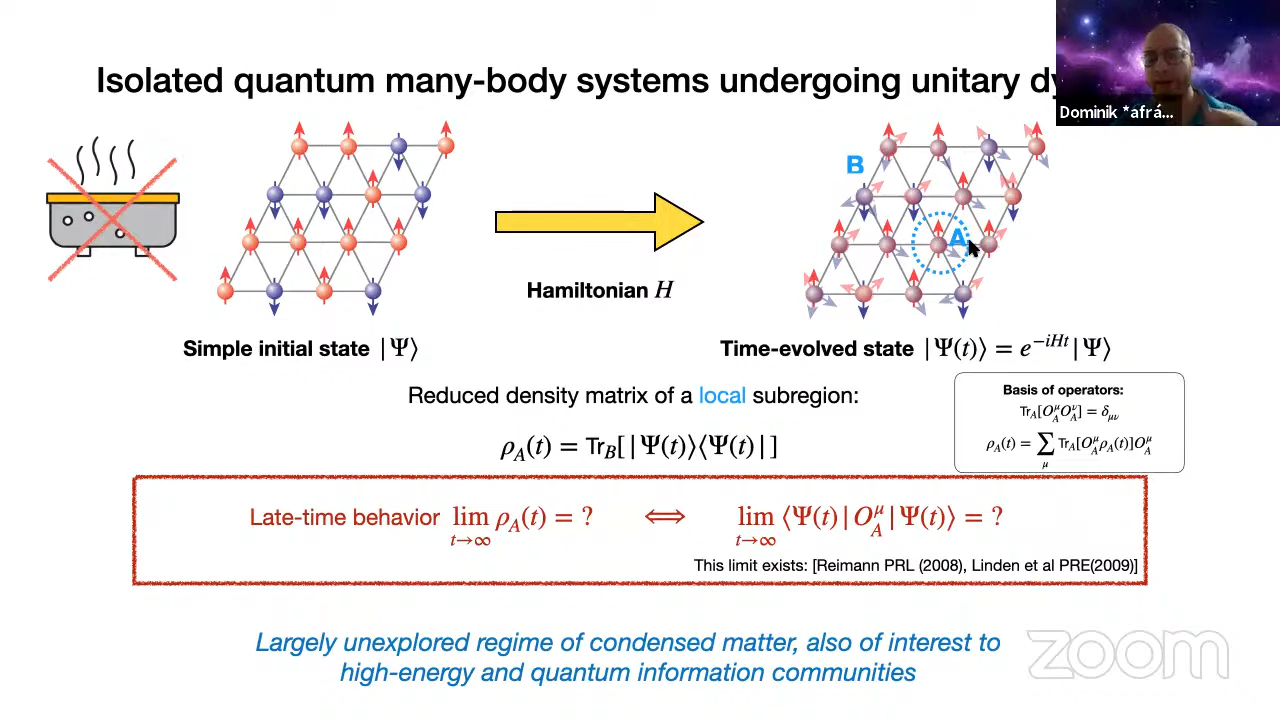 Isolated quantum many-body systems undergoing unitary dy
Dominik *afrá...
B
A
Hamiltonian H
Simple initial state |Ψ⟩
Time-evolved state |Ψ(t)⟩ = e^{-iHt}|Ψ⟩
Reduced density matrix of a local subregion:
ρ_A(t) = Tr_B[|Ψ(t)⟩⟨Ψ(t)|]
Basis of operators:
Tr_A[O_A^μ O_A^ν] = δ_{μν}
ρ_A(t) = ∑_μ Tr_A[O_A^μ ρ_A(t)]O_A^μ
Late-time behavior lim_{t→∞} ρ_A(t) = ? ⟺ lim_{t→∞} ⟨Ψ(t)|O_A^μ|Ψ(t)⟩ = ?
This limit exists: [Reimann PRL (2008), Linden et al PRE(2009)]
Largely unexplored regime of condensed matter, also of interest to
high-energy and quantum information communities
zoom